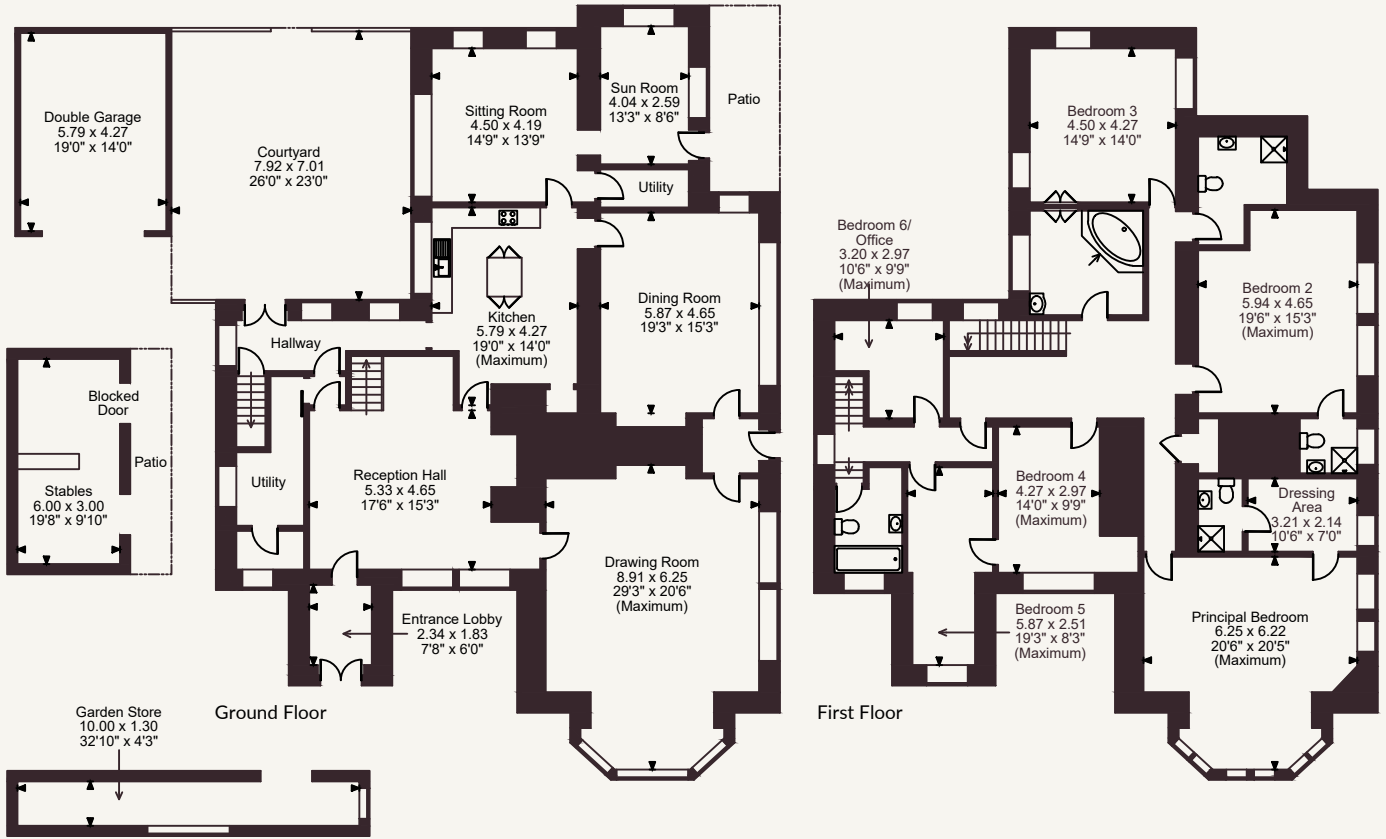 Double Garage
5.79 x 4.27
19'0" x 14'0"
Courtyard
7.92 x 7.01
26'0" x 23'0"
Sitting Room
4.50 x 4.19
14'9" x 13'9"
Sun Room
4.04 x 2.59
13'3" x 8'6"
Patio
Utility
Kitchen
5.79 x 4.27
19'0" x 14'0"
(Maximum)
Dining Room
5.87 x 4.65
19'3" x 15'3"
Hallway
Blocked
Door
Patio
Stables
6.00 x 3.00
19'8" x 9'10"
Utility
Reception Hall
5.33 x 4.65
17'6" x 15'3"
Drawing Room
8.91 x 6.25
29'3" x 20'6"
(Maximum)
Entrance Lobby
2.34 x 1.83
7'8" x 6'0"
Ground Floor
Garden Store
10.00 x 1.30
32'10" x 4'3"
Bedroom 3
4.50 x 4.27
14'9" x 14'0"
Bedroom 6/
Office
3.20 x 2.97
10'6" x 9'9"
(Maximum)
Bedroom 2
5.94 x 4.65
19'6" x 15'3"
(Maximum)
Bedroom 4
4.27 x 2.97
14'0" x 9'9"
(Maximum)
Dressing
Area
3.21 x 2.14
10'6" x 7'0"
Bedroom 5
5.87 x 2.51
19'3" x 8'3"
(Maximum)
Principal Bedroom
6.25 x 6.22
20'6" x 20'5"
(Maximum)
First Floor